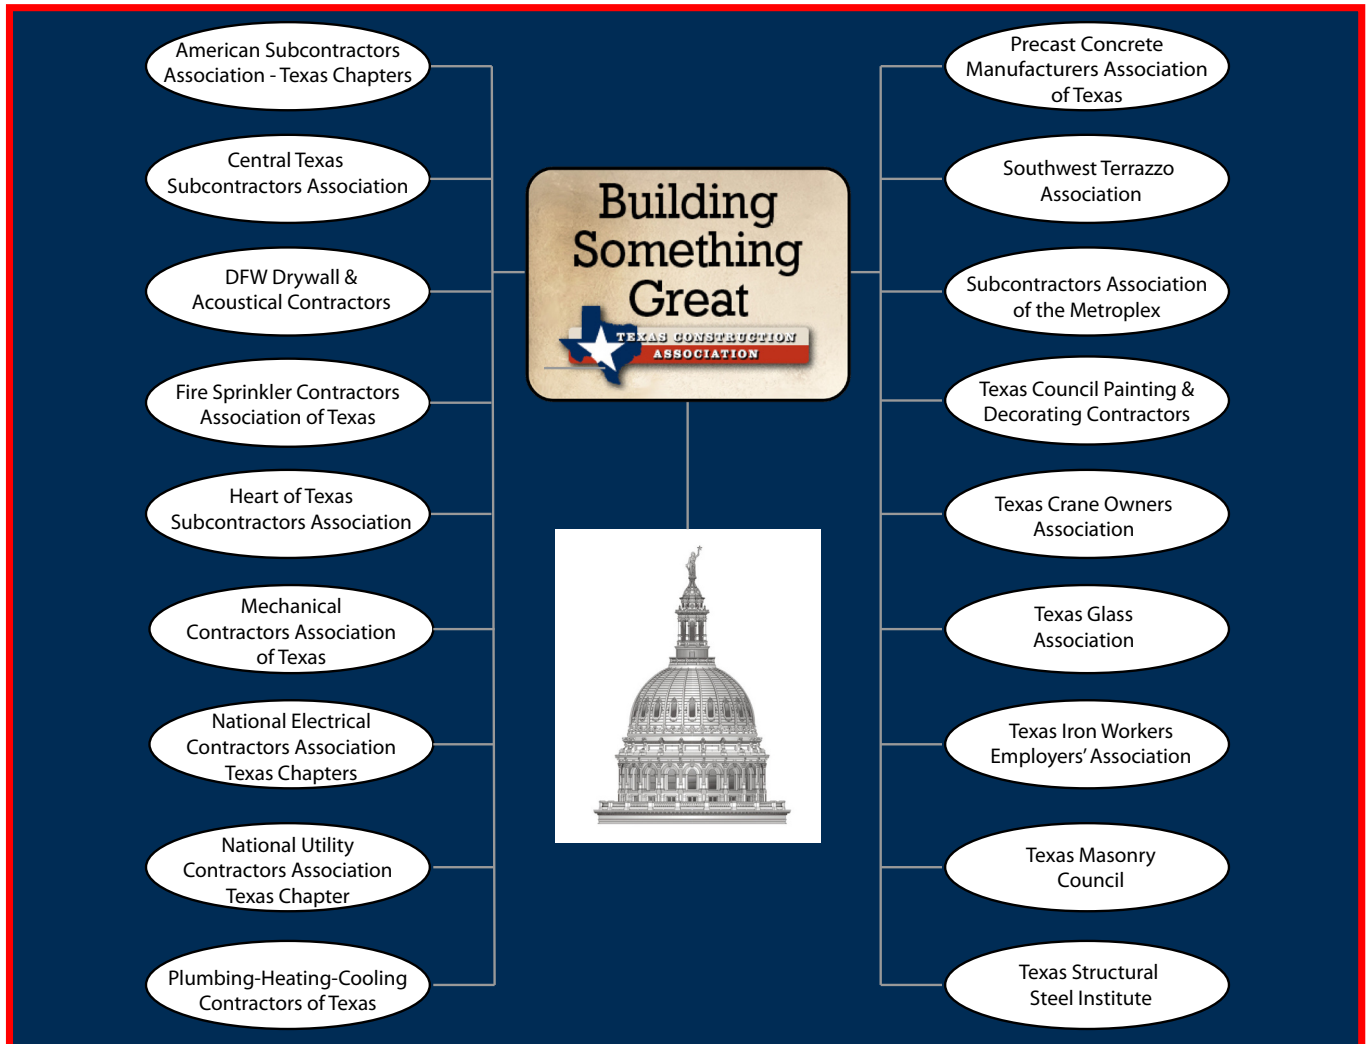 American Subcontractors
Association - Texas Chapters
Central Texas
Subcontractors Association
DFW Drywall &
Acoustical Contractors
Fire Sprinkler Contractors
Association of Texas
Heart of Texas
Subcontractors Association
Mechanical
Contractors Association
of Texas
National Electrical
Contractors Association
Texas Chapters
National Utility
Contractors Association
Texas Chapter
Plumbing-Heating-Cooling
Contractors of Texas
Building
Something
Great
TEXAS CONSTRUCTION
ASSOCIATION
Precast Concrete
Manufacturers Association
of Texas
Southwest Terrazzo
Association
Subcontractors Association
of the Metroplex
Texas Council Painting &
Decorating Contractors
Texas Crane Owners
Association
Texas Glass
Association
Texas Iron Workers
Employers’ Association
Texas Masonry
Council
Texas Structural
Steel Institute